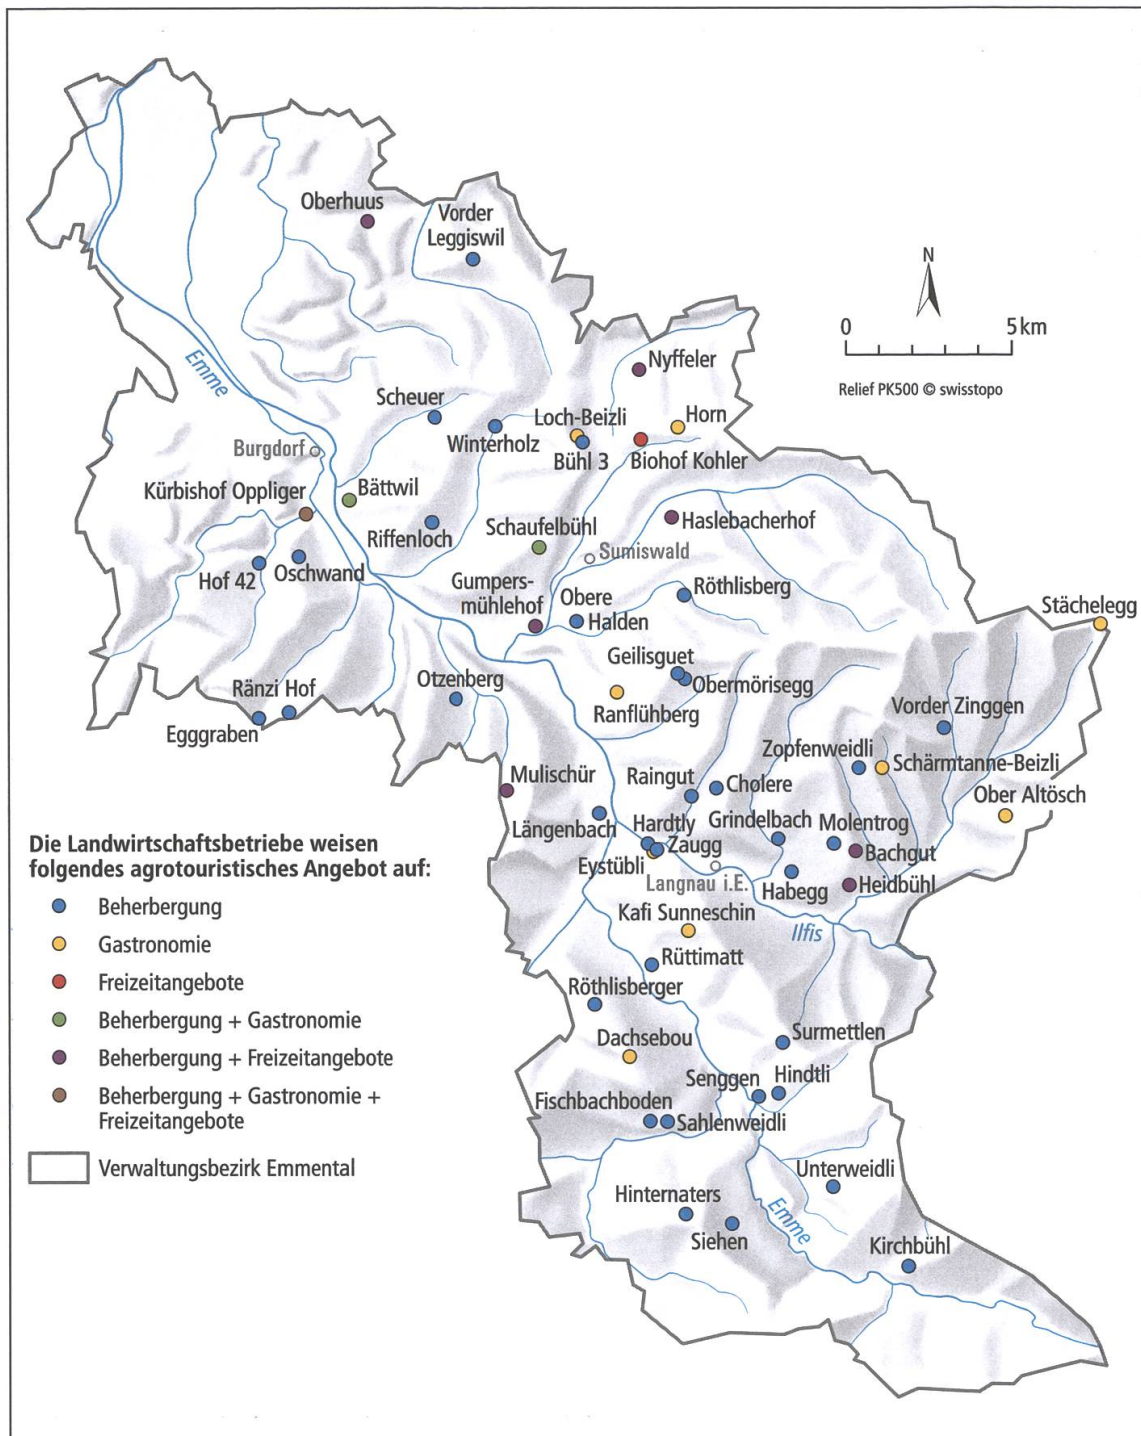 Oberhuus
Vorder
Leggiswil
N
0 5 km
Relief PK500 © swisstopo
Nyffeler
Emme
Scheuer
Loch-Beizli
Horn
Winterholz
Burgdorf
Bühl 3
Biohof Kohler
Kürbishof Oppliger
Bättwil
Riffenloch
Schaufelbühl
Haslebacherhof
Sumiswald
Hof 42
Oschwand
Gumpers-
mühlehof
Obere
Halden
Röthlisberg
Stächelegg
Geilisguet
Obermörisegg
Ränzi Hof
Otzenberg
Ranflühberg
Vorder Zinggen
Egggraben
Zopfenweidli
Schärmtanne-Beizli
Mulischür
Raingut
Cholere
Ober Altösch
Längenbach
Hardtly
Grindelbach
Molentrog
Zaugg
Bachgut
Eystübli
Langnau i.E.
Habegg
Heidbühl
Kafi Sunneschin
Ilfis
Rüttimatt
Röthlisberger
Dachsebou
Surmettlen
Senggen
Hindtli
Fischbachboden
Sahlenweidli
Unterweidli
Hinternaters
Siehen
Emme
Kirchbühl
Die Landwirtschaftsbetriebe weisen
folgendes agrotouristisches Angebot auf:
Beherbergung
Gastronomie
Freizeitangebote
Beherbergung + Gastronomie
Beherbergung + Freizeitangebote
Beherbergung + Gastronomie +
Freizeitangebote
Verwaltungsbezirk Emmental